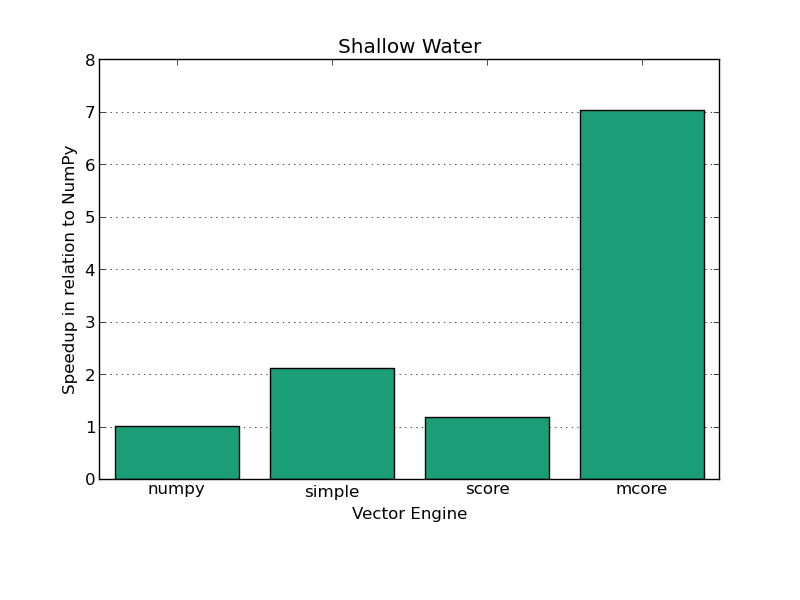 Shallow Water
8
7
6
5
4
3
2
1
0
Speedup in relation to NumPy
numpy simple score mcore
Vector Engine